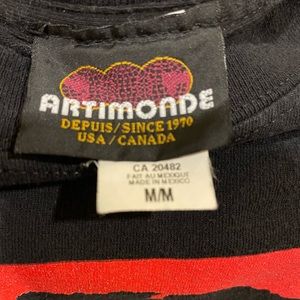 ARTIMONDE
DEPUIS/SINCE 1970
USA/CANADA
CA 20482
FAIT AU MEXIQUE
MADE IN MEXICO
M/M